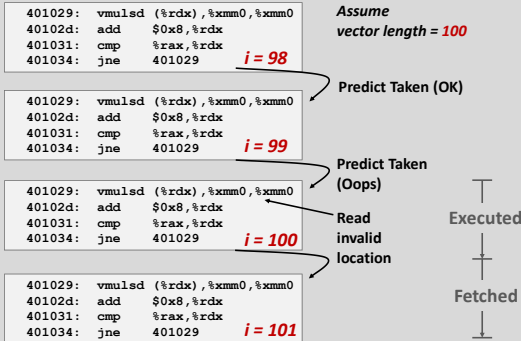 401029: vmulsd (%rdx),%xmm0,%xmm0
40102d: add $0x8,%rdx
401031: cmp %rax,%rdx
401034: jne 401029 i = 98
Assume
vector length = 100
Predict Taken (OK)
401029: vmulsd (%rdx),%xmm0,%xmm0
40102d: add $0x8,%rdx
401031: cmp %rax,%rdx
401034: jne 401029 i = 99
Predict Taken
(Oops)
401029: vmulsd (%rdx),%xmm0,%xmm0
40102d: add $0x8,%rdx
401031: cmp %rax,%rdx
401034: jne 401029 i = 100
Read
invalid
location
Executed
401029: vmulsd (%rdx),%xmm0,%xmm0
40102d: add $0x8,%rdx
401031: cmp %rax,%rdx
401034: jne 401029 i = 101
Fetched